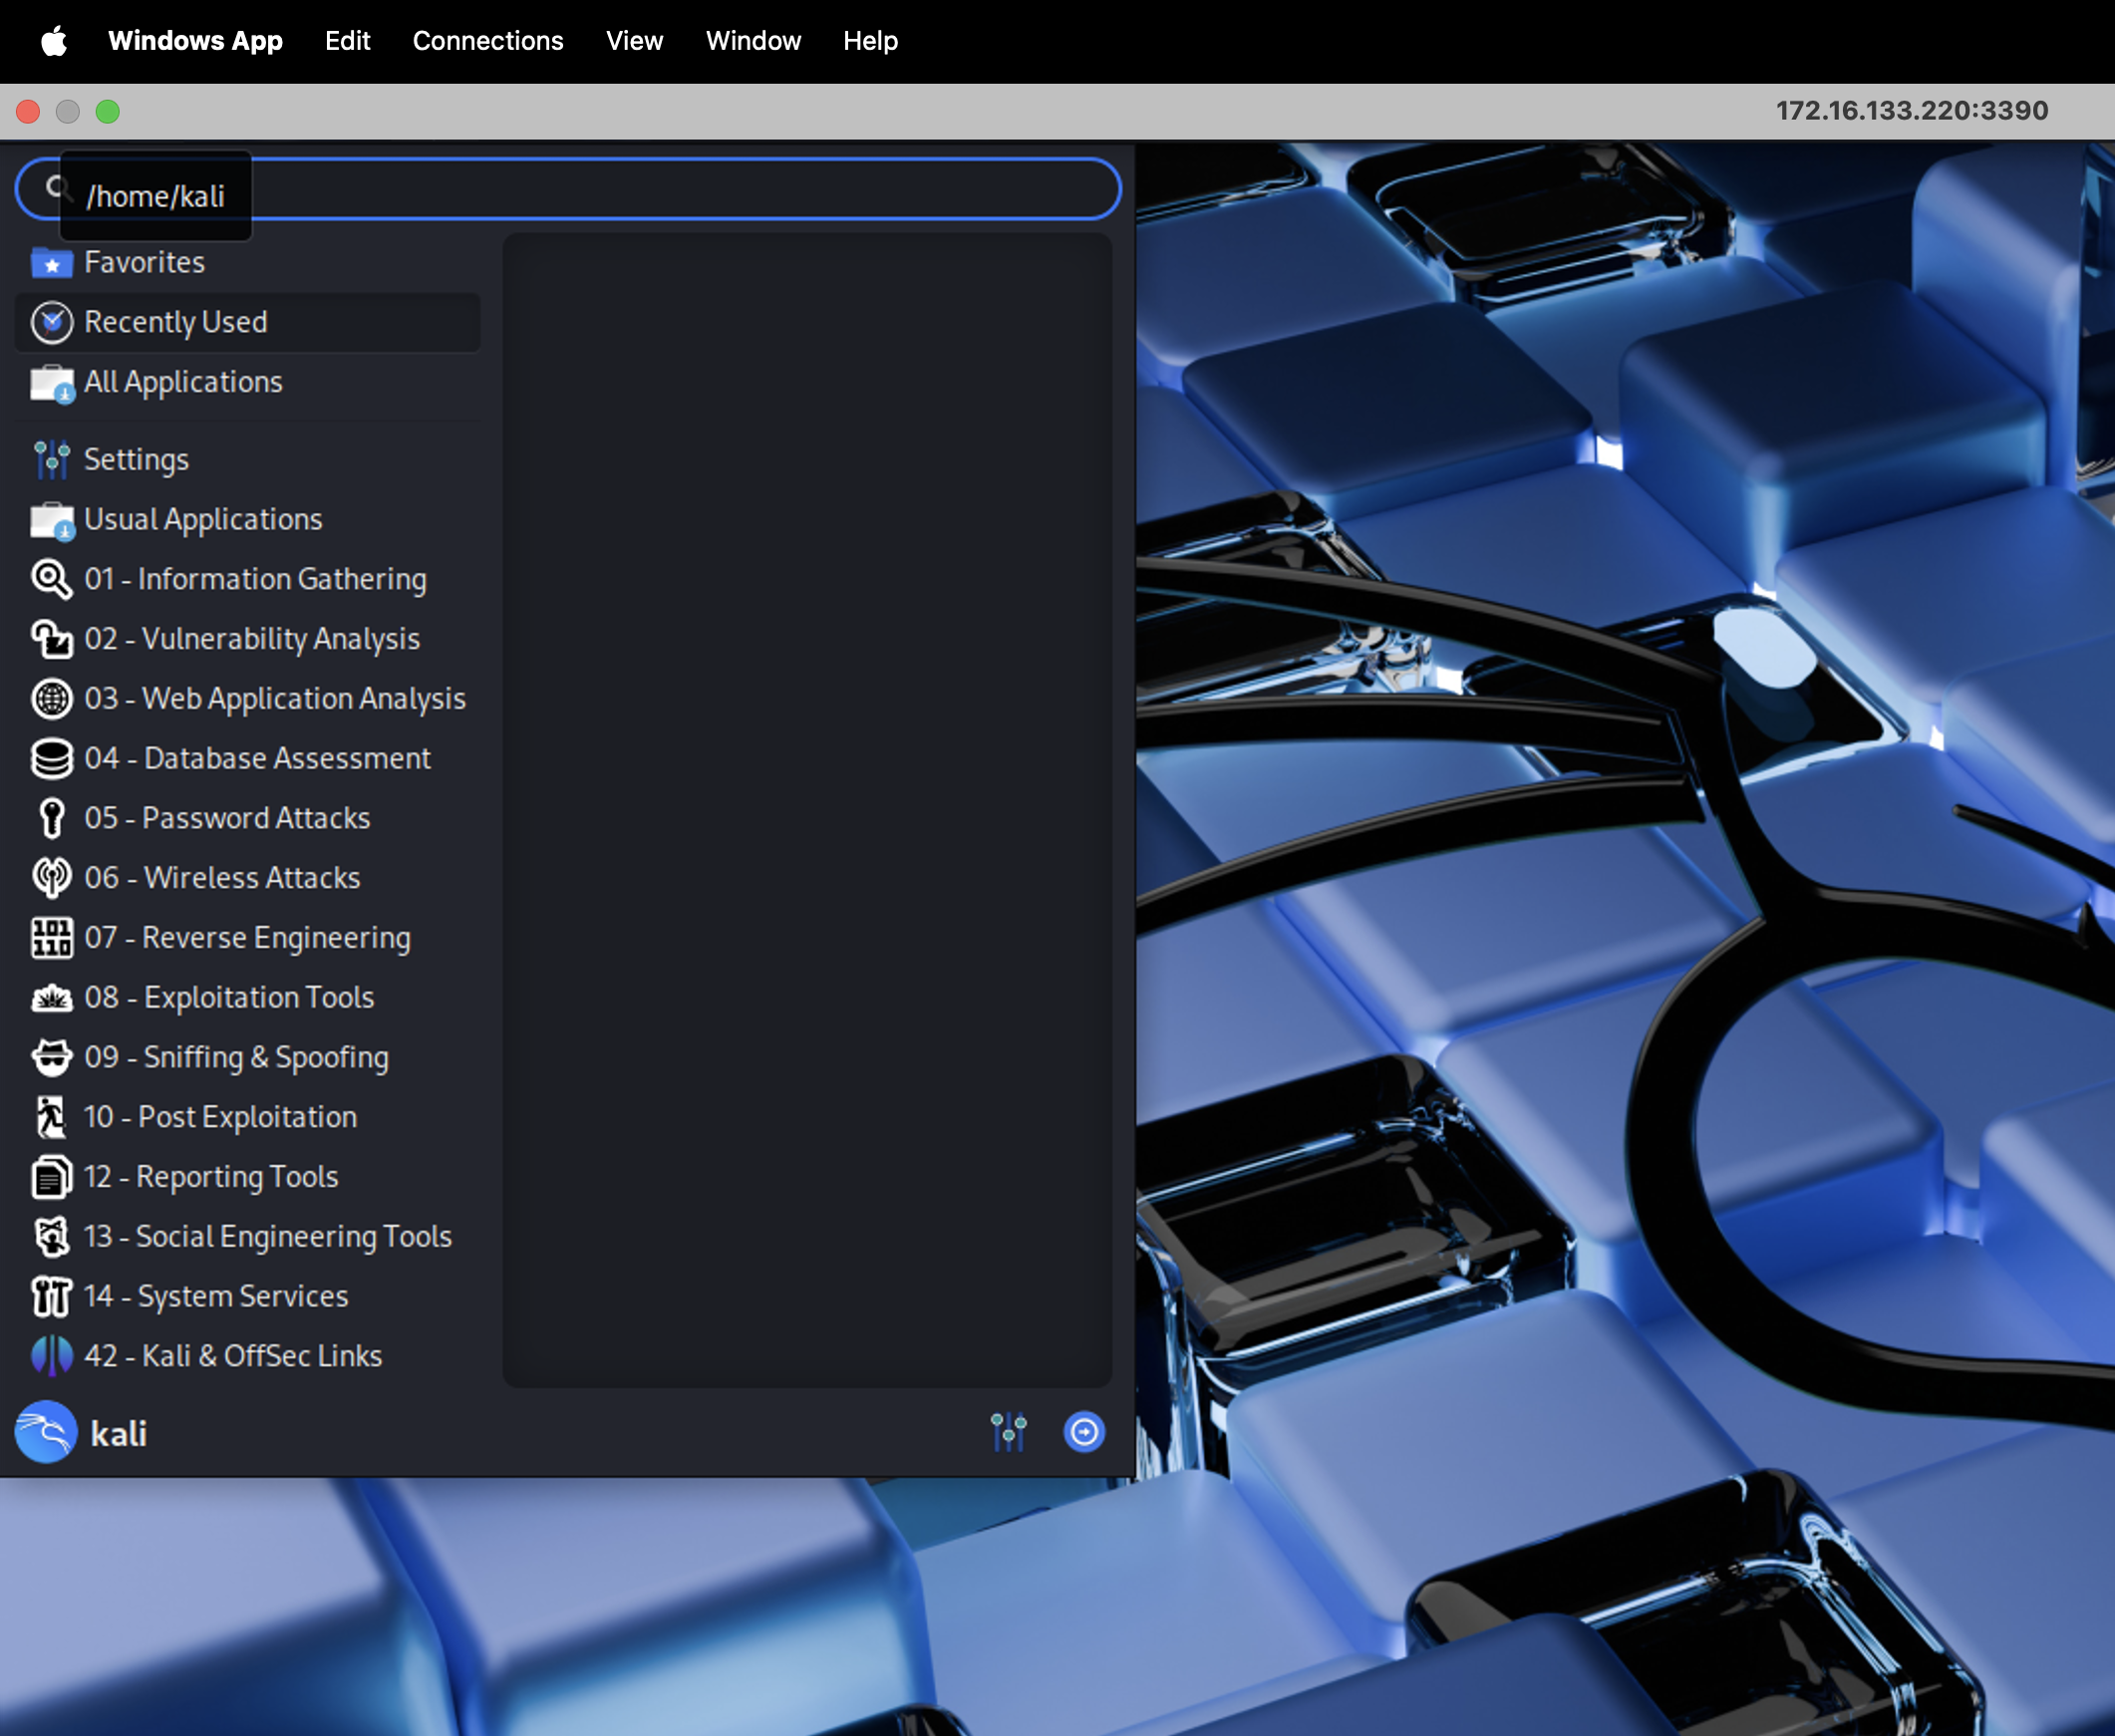 Windows App Edit Connections View Window Help
172.16.133.220:3390
/home/kali
Favorites
Recently Used
All Applications
Settings
Usual Applications
01 - Information Gathering
02 - Vulnerability Analysis
03 - Web Application Analysis
04 - Database Assessment
05 - Password Attacks
06 - Wireless Attacks
07 - Reverse Engineering
08 - Exploitation Tools
09 - Sniffing & Spoofing
10 - Post Exploitation
12 - Reporting Tools
13 - Social Engineering Tools
14 - System Services
42 - Kali & OffSec Links
kali